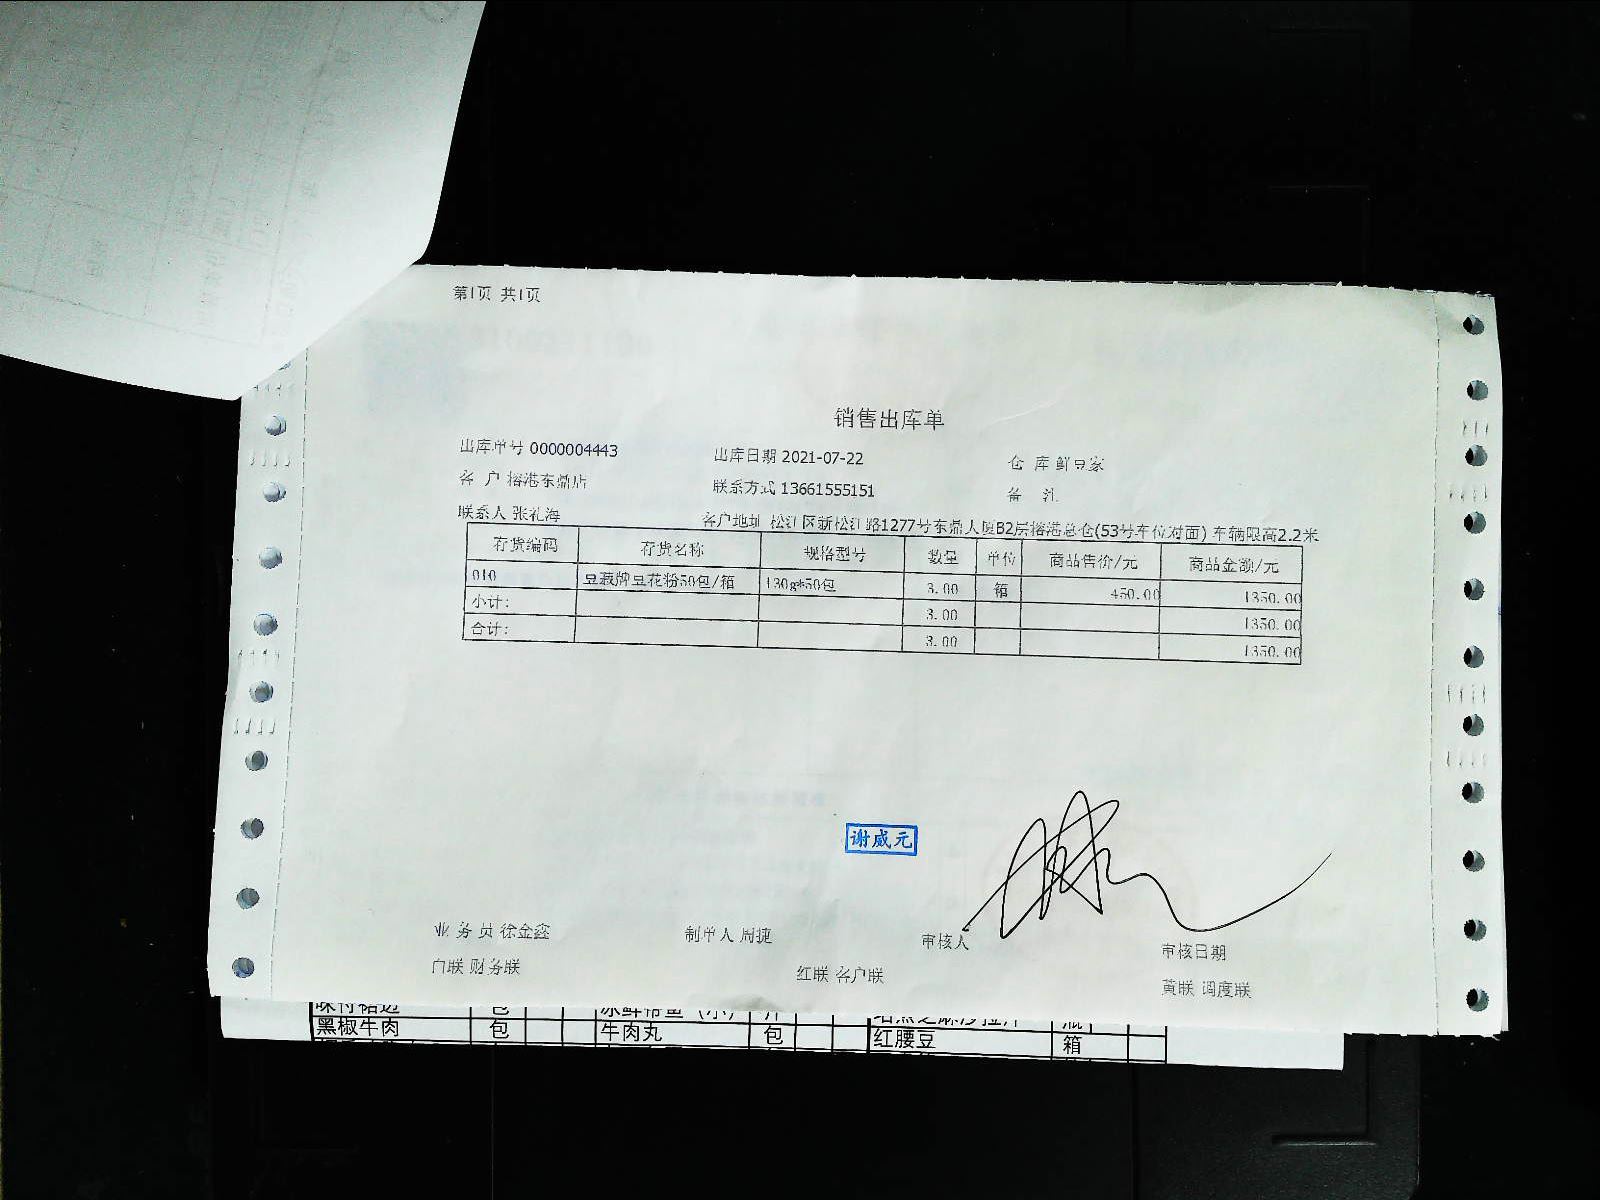 第1页 共1页
销售出库单
出库单号 0000004443 出库日期 2021-07-22 仓 库 鲜豆家
客 户 榕港东鼎店 联系方式 13661555151 备 注
联系人 张礼海 客户地址 松江区新松江路1277号东鼎大厦B2层榕港总仓(53号车位对面) 车辆限高2.2米
存货编码 存货名称 规格型号 数量 单位 商品售价/元 商品金额/元
010 豆蔻牌豆花粉50包/箱 130g*50包 3.00 箱 450.00 1350.00
小计: 3.00 1350.00
合计: 3.00 1350.00
谢威元
业 务 员 徐金鑫 制单人 周捷 审核人 审核日期
白联 财务联 红联 客户联 黄联 调度联
黑椒牛肉 包 牛肉丸 包 红腰豆 箱